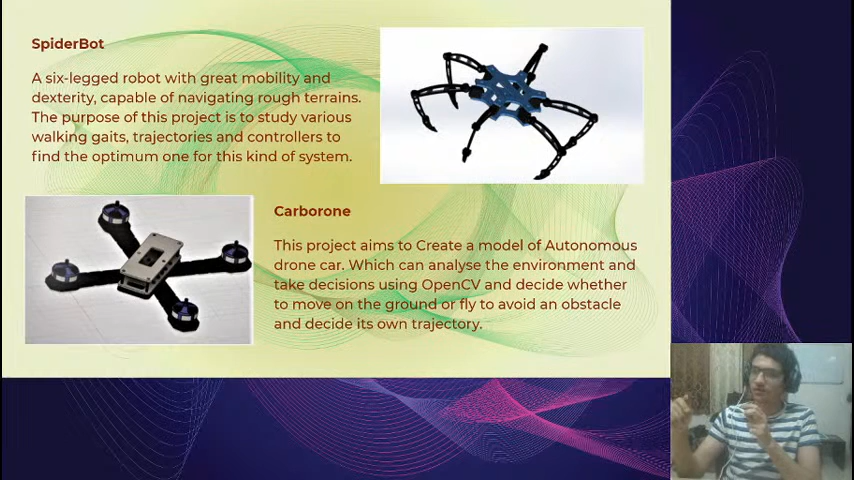 SpiderBot
A six-legged robot with great mobility and
dexterity, capable of navigating rough terrains.
The purpose of this project is to study various
walking gaits, trajectories and controllers to
find the optimum one for this kind of system.
Carborone
This project aims to Create a model of Autonomous
drone car. Which can analyse the environment and
take decisions using OpenCV and decide whether
to move on the ground or fly to avoid an obstacle
and decide its own trajectory.